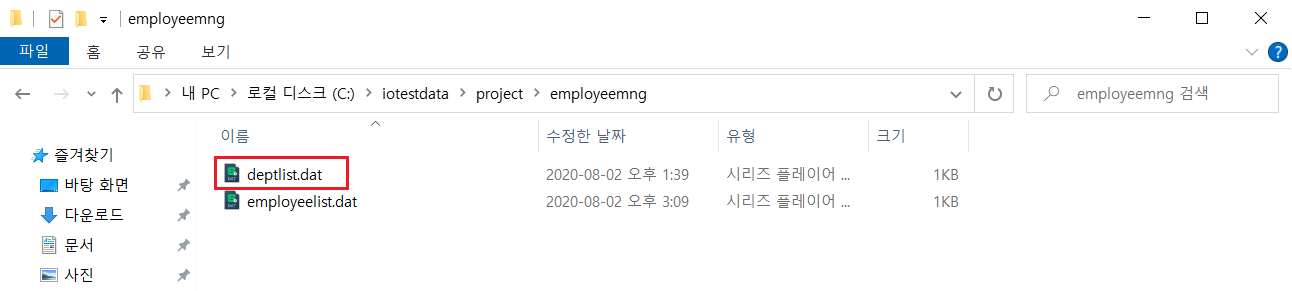 employeemng
파일 홈 공유 보기
내 PC 로컬 디스크 (C:) iotestdata project employeemng employeemng 검색
이름 수정한 날짜 유형 크기
즐겨찾기
deptlist.dat 2020-08-02 오후 1:39 시리즈 플레이어 ... 1KB
바탕 화면
employeelist.dat 2020-08-02 오후 3:09 시리즈 플레이어 ... 1KB
다운로드
문서
사진